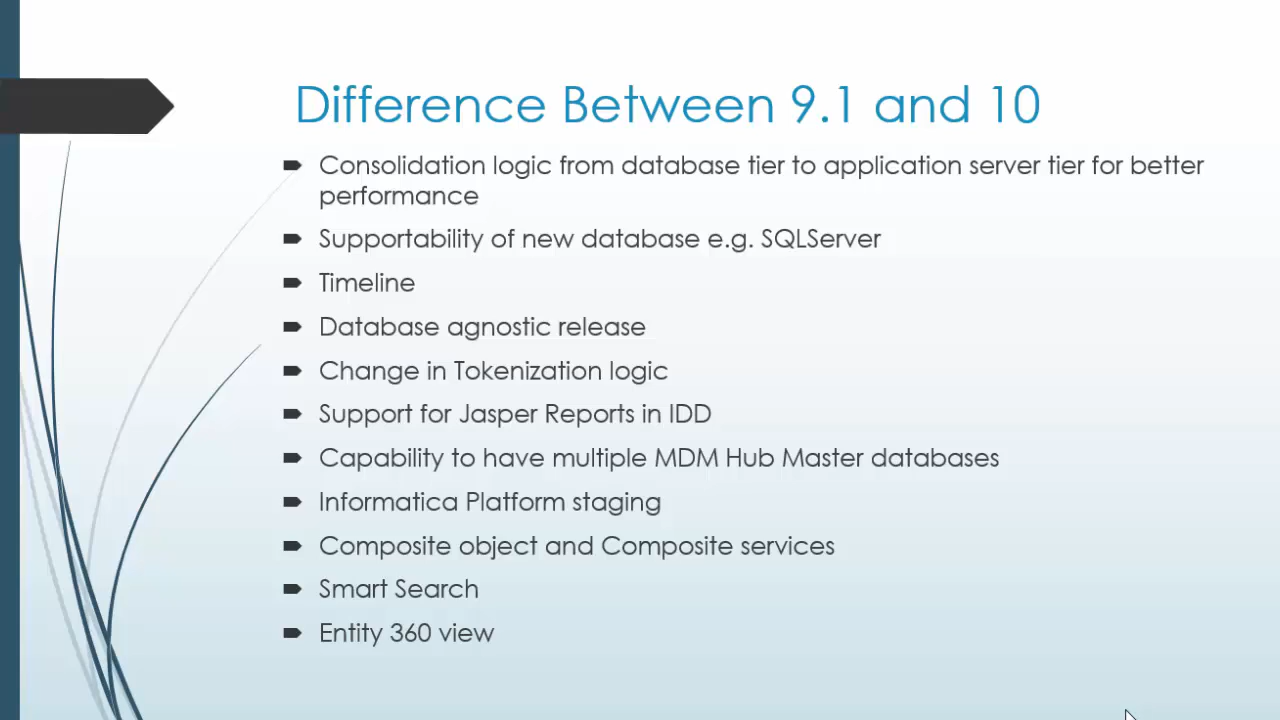 Difference Between 9.1 and 10
Consolidation logic from database tier to application server tier for better
performance
Supportability of new database e.g. SQLServer
Timeline
Database agnostic release
Change in Tokenization logic
Support for Jasper Reports in IDD
Capability to have multiple MDM Hub Master databases
Informatica Platform staging
Composite object and Composite services
Smart Search
Entity 360 view